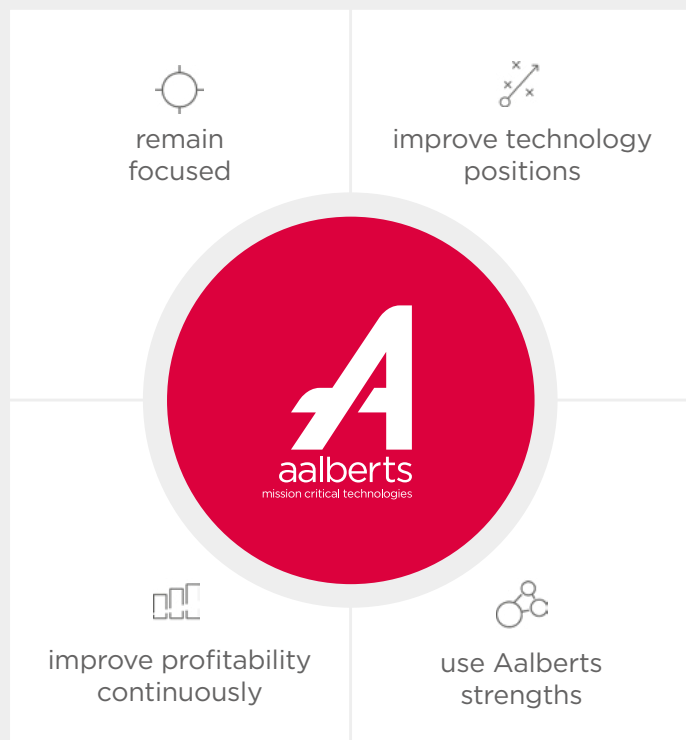 remain
focused
improve technology
positions
aalberts
mission critical technologies
improve profitability
continuously
use Aalberts
strengths